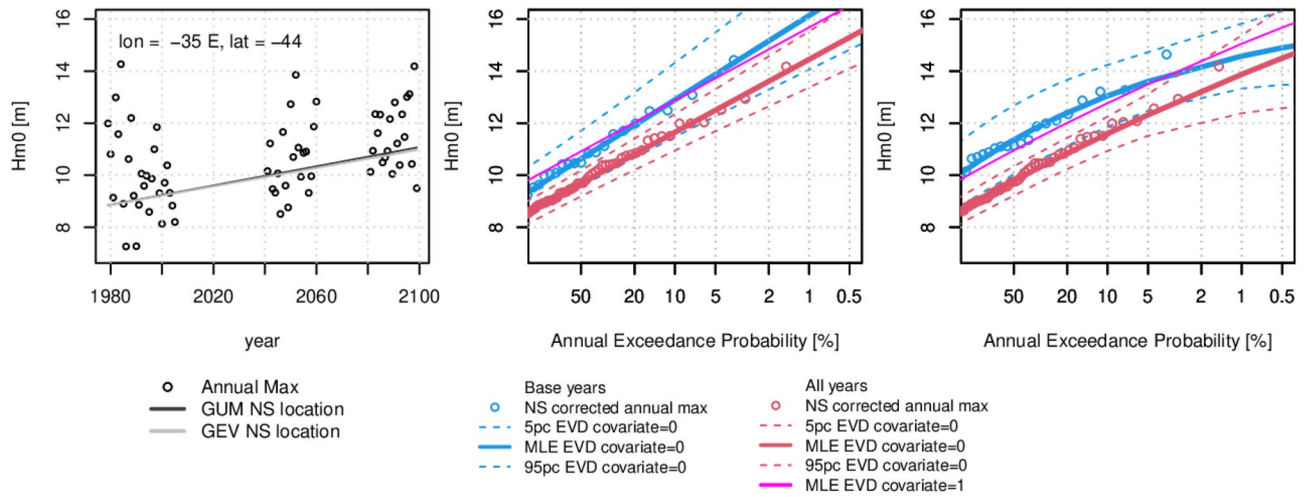 lon = −35 E, lat = −44
Hm0 [m]
16
14
12
10
8
1980 2020 2060 2100
year
Hm0 [m]
16
14
12
10
8
50 20 10 5 2 1 0.5
Annual Exceedance Probability [%]
Hm0 [m]
16
14
12
10
8
50 20 10 5 2 1 0.5
Annual Exceedance Probability [%]
Annual Max
GUM NS location
GEV NS location
Base years
NS corrected annual max
5pc EVD covariate=0
MLE EVD covariate=0
95pc EVD covariate=0
All years
NS corrected annual max
5pc EVD covariate=0
MLE EVD covariate=0
95pc EVD covariate=0
MLE EVD covariate=1